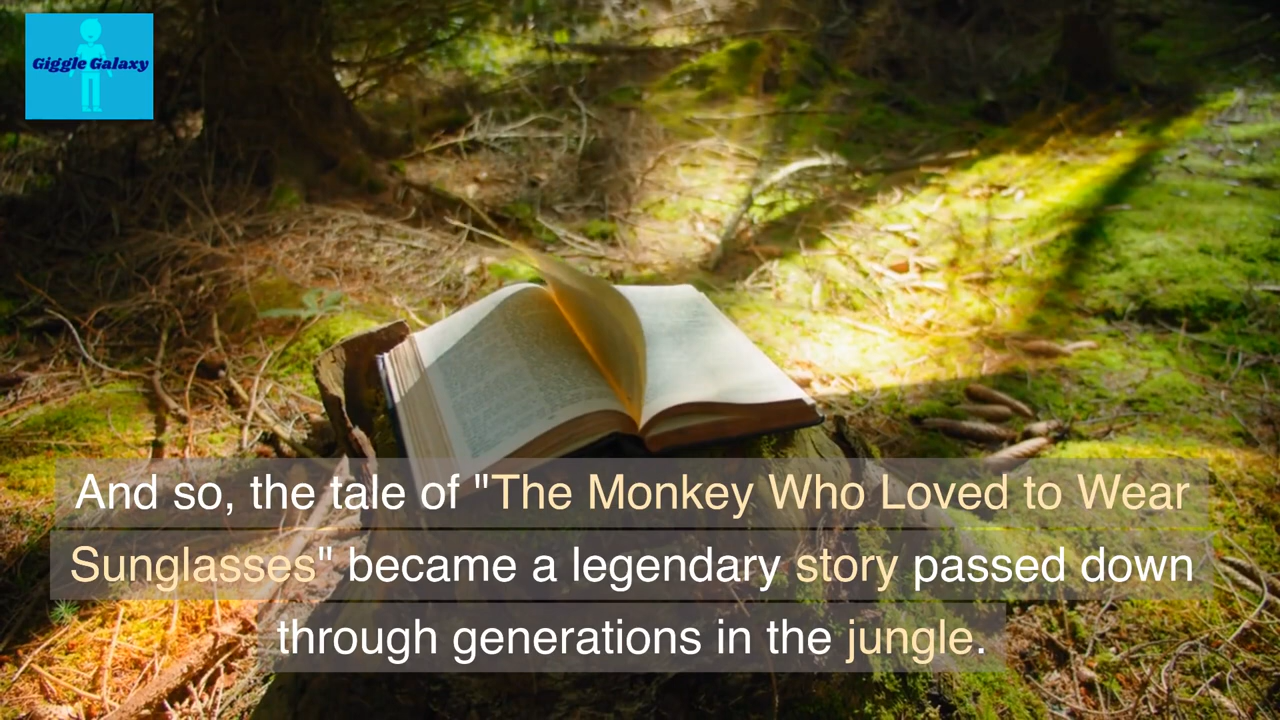 Giggle Galaxy
And so, the tale of "The Monkey Who Loved to Wear
Sunglasses" became a legendary story passed down
through generations in the jungle.